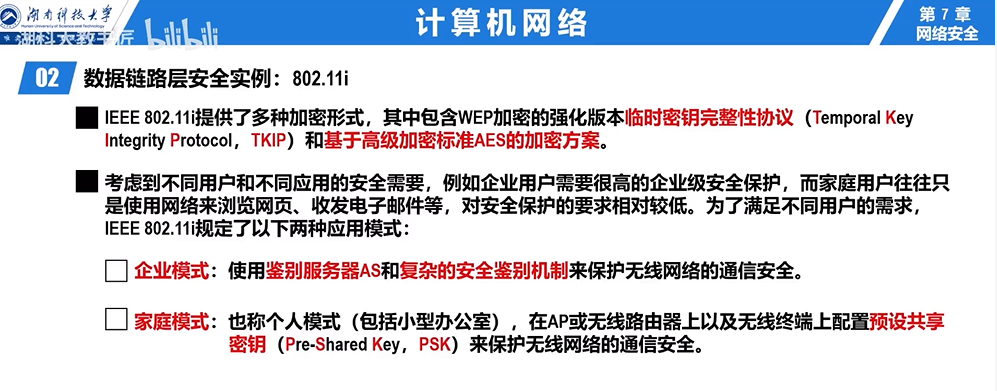 湖南科技大学
Hunan University of Science and Technology
湖科大教书匠 bilibili
计算机网络
第 7 章
网络安全
02 数据链路层安全实例：802.11i
IEEE 802.11i提供了多种加密形式，其中包含WEP加密的强化版本临时密钥完整性协议（Temporal Key
Integrity Protocol，TKIP）和基于高级加密标准AES的加密方案。
考虑到不同用户和不同应用的安全需要，例如企业用户需要很高的企业级安全保护，而家庭用户往往只
是使用网络来浏览网页、收发电子邮件等，对安全保护的要求相对较低。为了满足不同用户的需求，
IEEE 802.11i规定了以下两种应用模式：
企业模式：使用鉴别服务器AS和复杂的安全鉴别机制来保护无线网络的通信安全。
家庭模式：也称个人模式（包括小型办公室），在AP或无线路由器上以及无线终端上配置预设共享
密钥（Pre-Shared Key，PSK）来保护无线网络的通信安全。